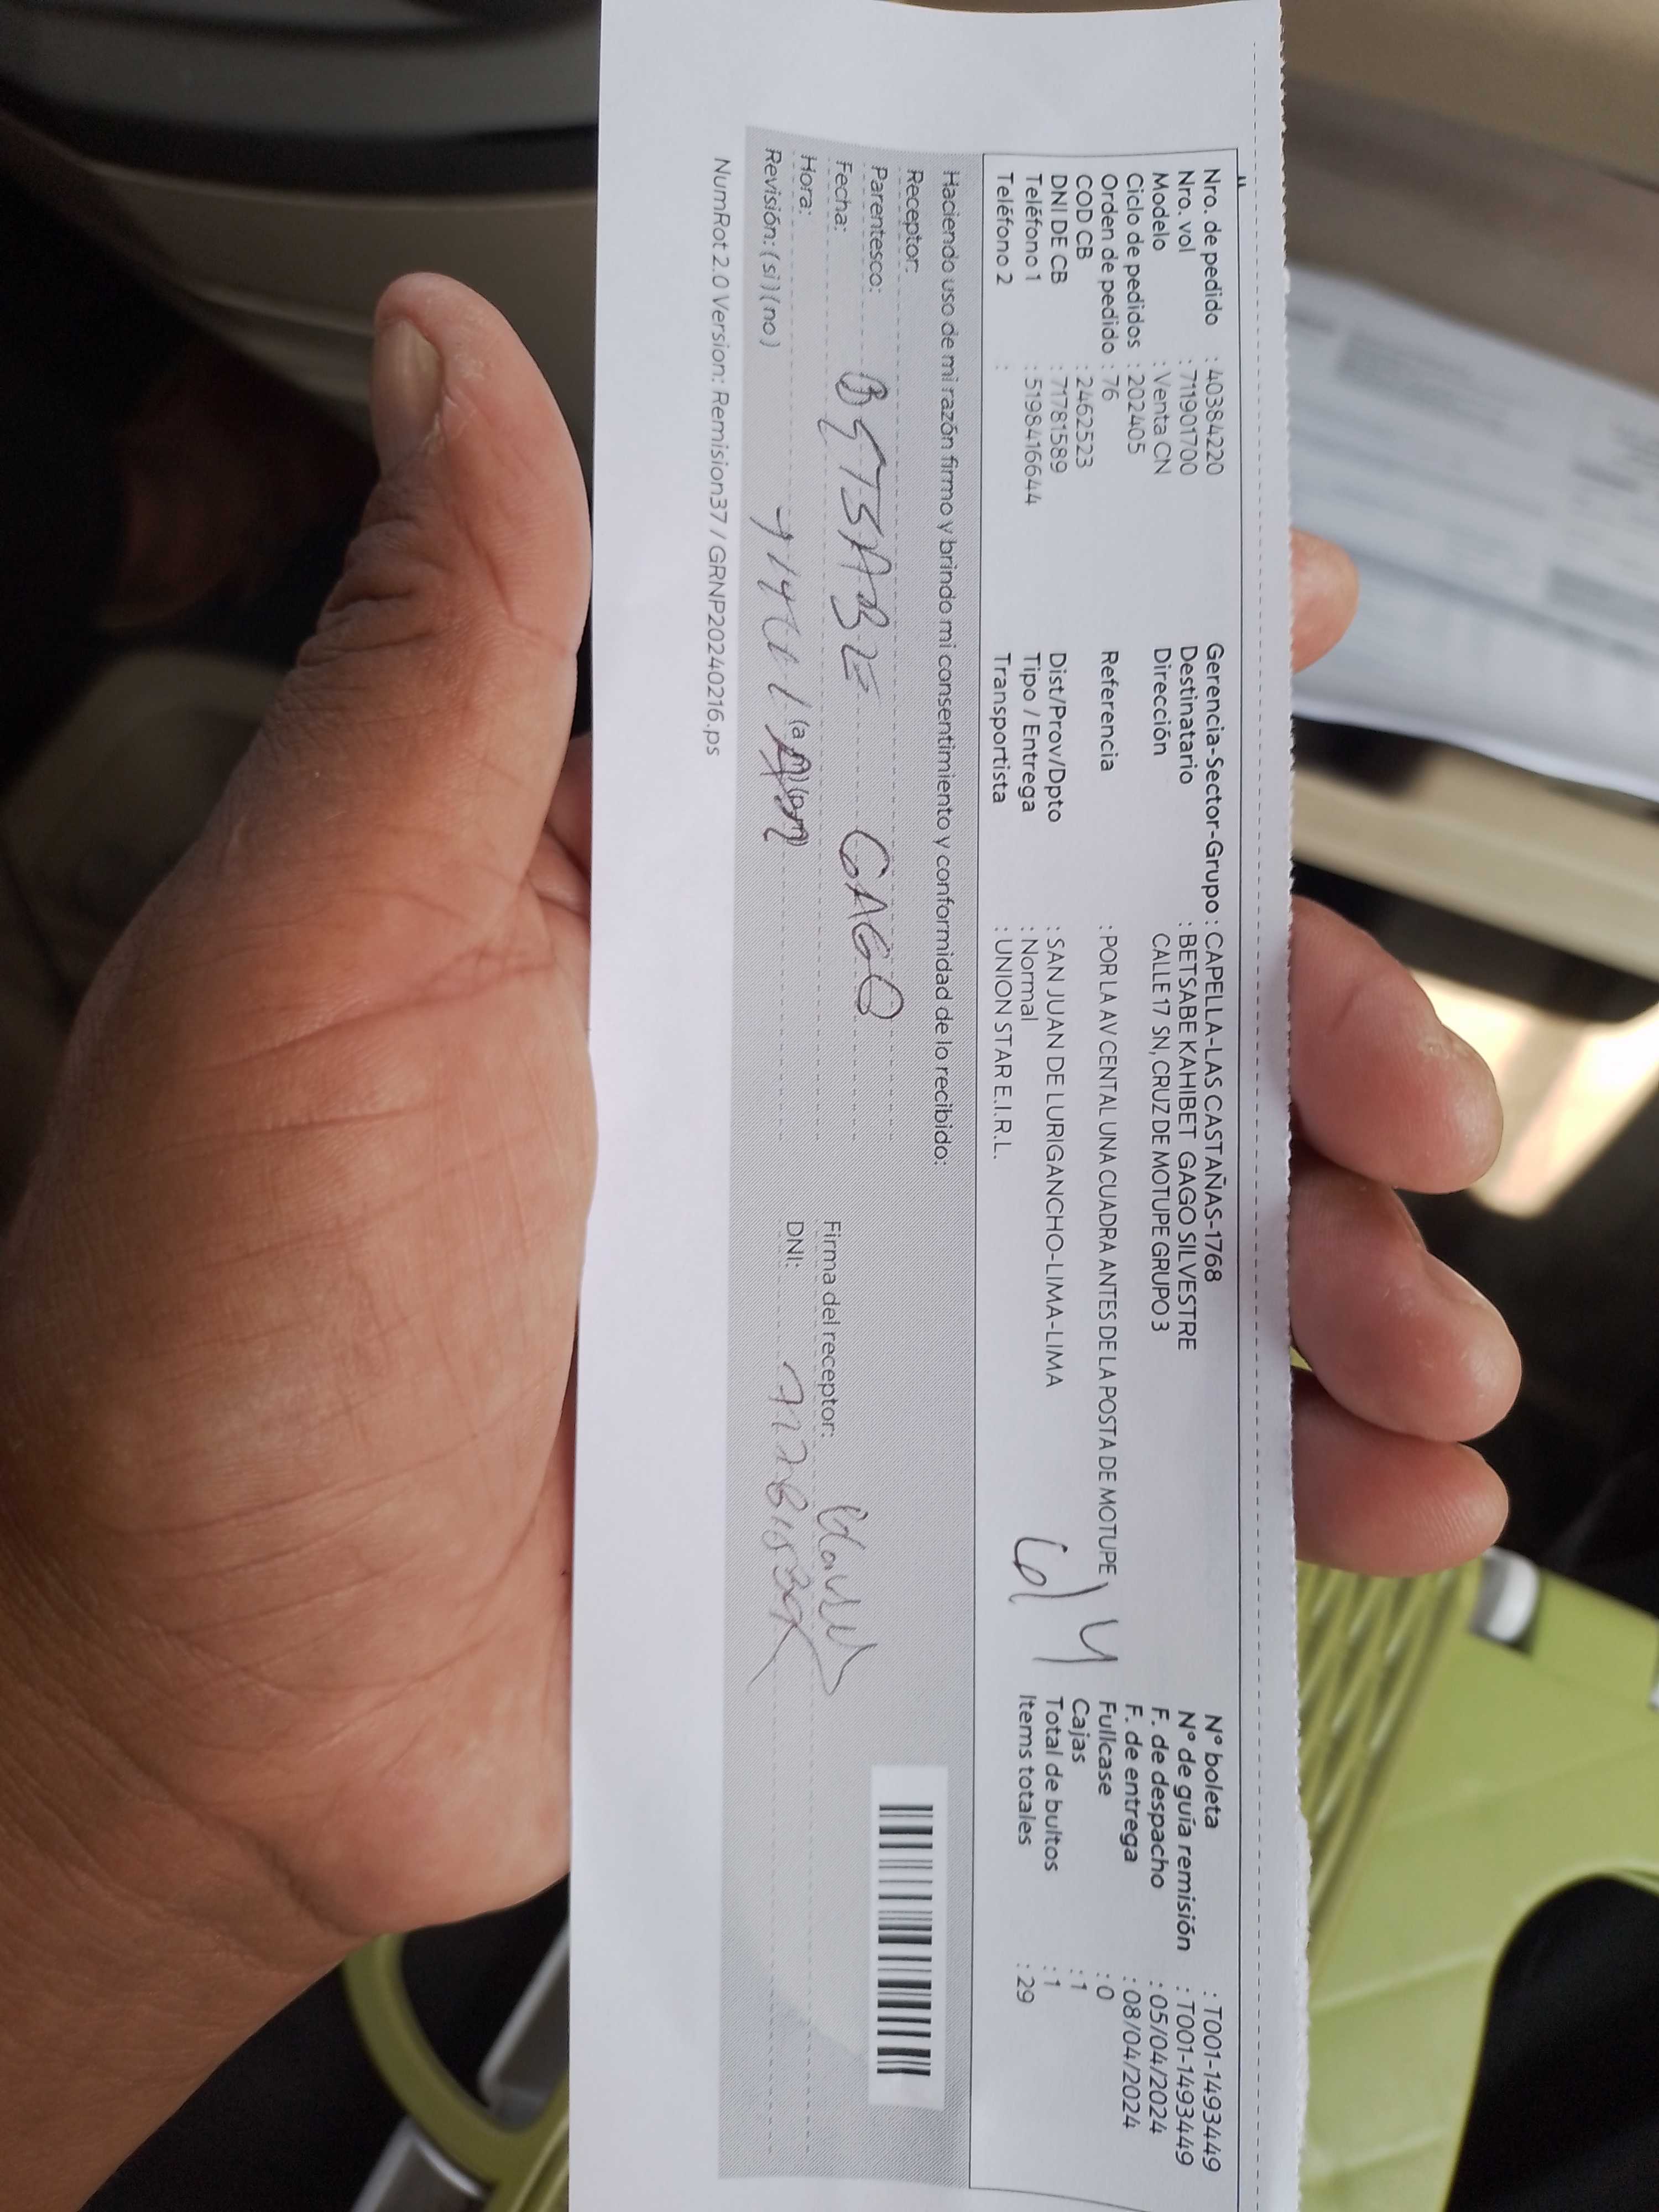 Nro. de pedido : 40384220
Nro. vol : 711901700
Modelo : Venta CN
Ciclo de pedidos : 202405
Orden de pedido : 76
COD CB : 2462523
DNI DE CB : 71781589
Teléfono 1 : 5198416644
Teléfono 2 :
Gerencia-Sector-Grupo : CAPELLA-LAS CASTAÑAS-1768
Destinatario : BETSABE KAHIBET GAGO SILVESTRE
Dirección CALLE 17 SN, CRUZ DE MOTUPE GRUPO 3
Referencia : POR LA AV CENTAL UNA CUADRA ANTES DE LA POSTA DE MOTUPE
Dist/Prov/Dpto : SAN JUAN DE LURIGANCHO-LIMA-LIMA
Tipo / Entrega : Normal
Transportista : UNION STAR E.I.R.L.
N° boleta : T001-1493449
N° de guía remisión : T001-1493449
F. de despacho : 05/04/2024
F. de entrega : 08/04/2024
Fullcase : 0
Cajas : 1
Total de bultos : 1
Items totales : 29
Haciendo uso de mi razón firmo y brindo mi consentimiento y conformidad de lo recibido:
Receptor:
Parentesco: BETSABE GAGO
Fecha:
Hora: (am)(pm)
Revisión: (si)(no)
Firma del receptor:
DNI:
NumRot 2.0 Version: Remision37 / GRNP20240216.ps